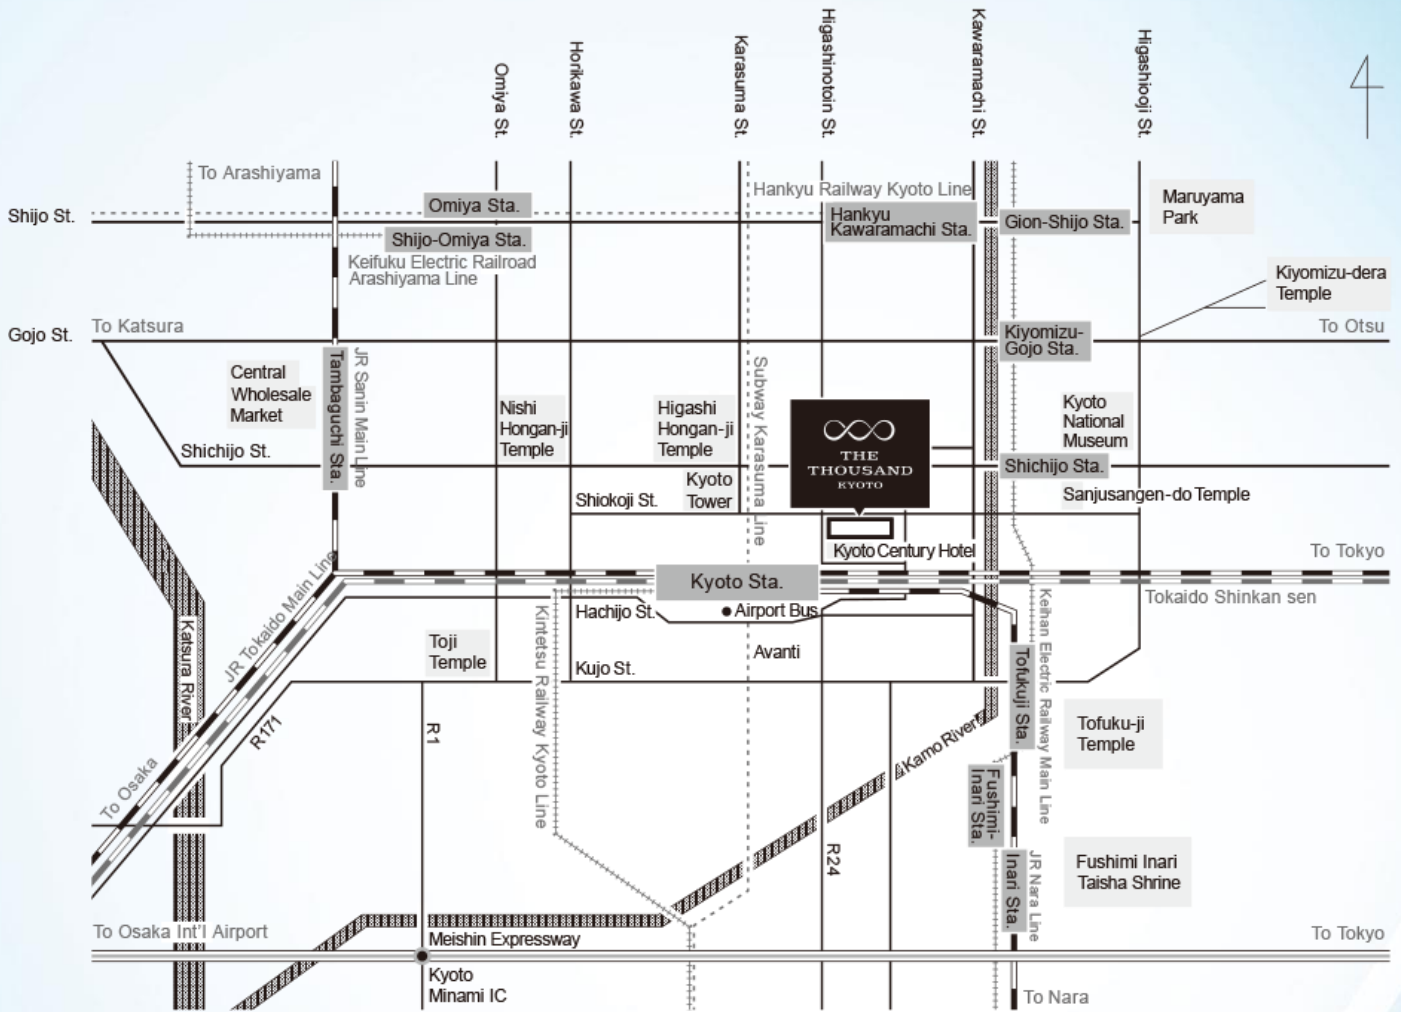 Omiya St.
Horikawa St.
Karasuma St.
Higashinotoin St.
Kawaramachi St.
Higashiooji St.
To Arashiyama
Hankyu Railway Kyoto Line
Maruyama
Park
Shijo St.
Omiya Sta.
Hankyu
Kawaramachi Sta.
Gion-Shijo Sta.
Shijo-Omiya Sta.
Keifuku Electric Railroad
Arashiyama Line
Kiyomizu-dera
Temple
Gojo St.
To Katsura
Kiyomizu-
Gojo Sta.
To Otsu
Central
Wholesale
Market
Tambaguchi Sta.
JR Sanin Main Line
Nishi
Hongan-ji
Temple
Higashi
Hongan-ji
Temple
Subway Karasuma Line
THE
THOUSAND
KYOTO
Kyoto
National
Museum
Shichijo St.
Shichijo Sta.
Kyoto
Tower
Shiokoji St.
Sanjusangen-do Temple
Kyoto Century Hotel
To Tokyo
JR Tokaido Main Line
Kyoto Sta.
Tokaido Shinkan sen
Hachijo St.
Airport Bus
Katsura River
Kintetsu Railway Kyoto Line
Keihan Electric Railway Main Line
Toji
Temple
Avanti
Kujo St.
Tofukuji Sta.
R171
R1
Tofuku-ji
Temple
Kamo River
To Osaka
Fushimi-
Inari Sta.
R24
Inari Sta.
JR Nara Line
Fushimi Inari
Taisha Shrine
To Osaka Int'l Airport
Meishin Expressway
To Tokyo
Kyoto
Minami IC
To Nara